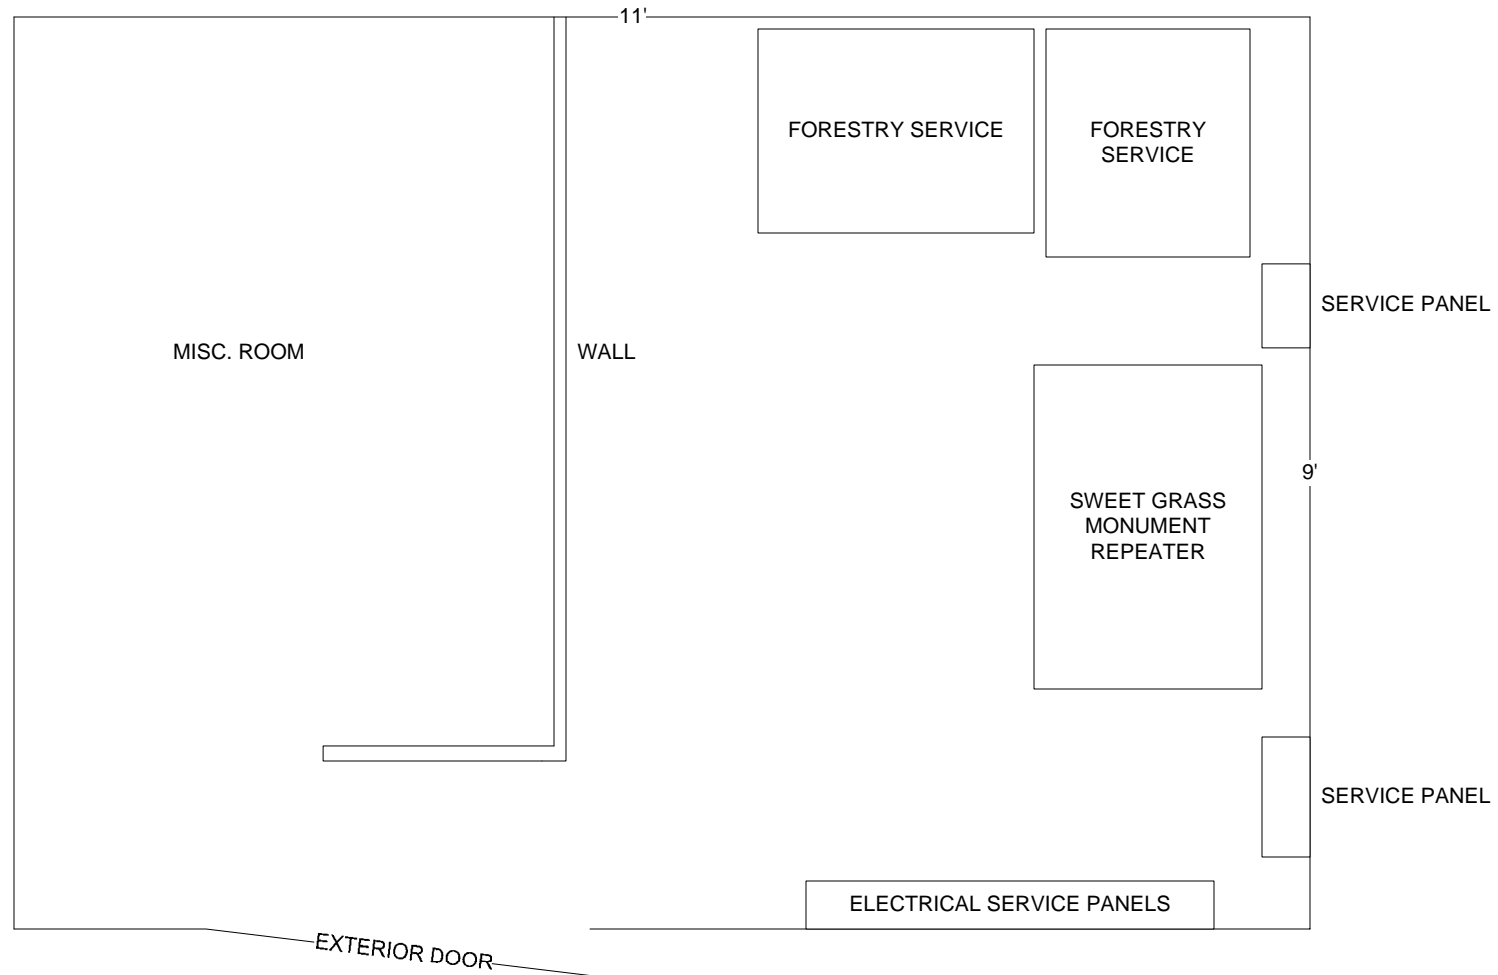 11'
FORESTRY SERVICE
FORESTRY
SERVICE
SERVICE PANEL
MISC. ROOM
WALL
9'
SWEET GRASS
MONUMENT
REPEATER
SERVICE PANEL
ELECTRICAL SERVICE PANELS
EXTERIOR DOOR